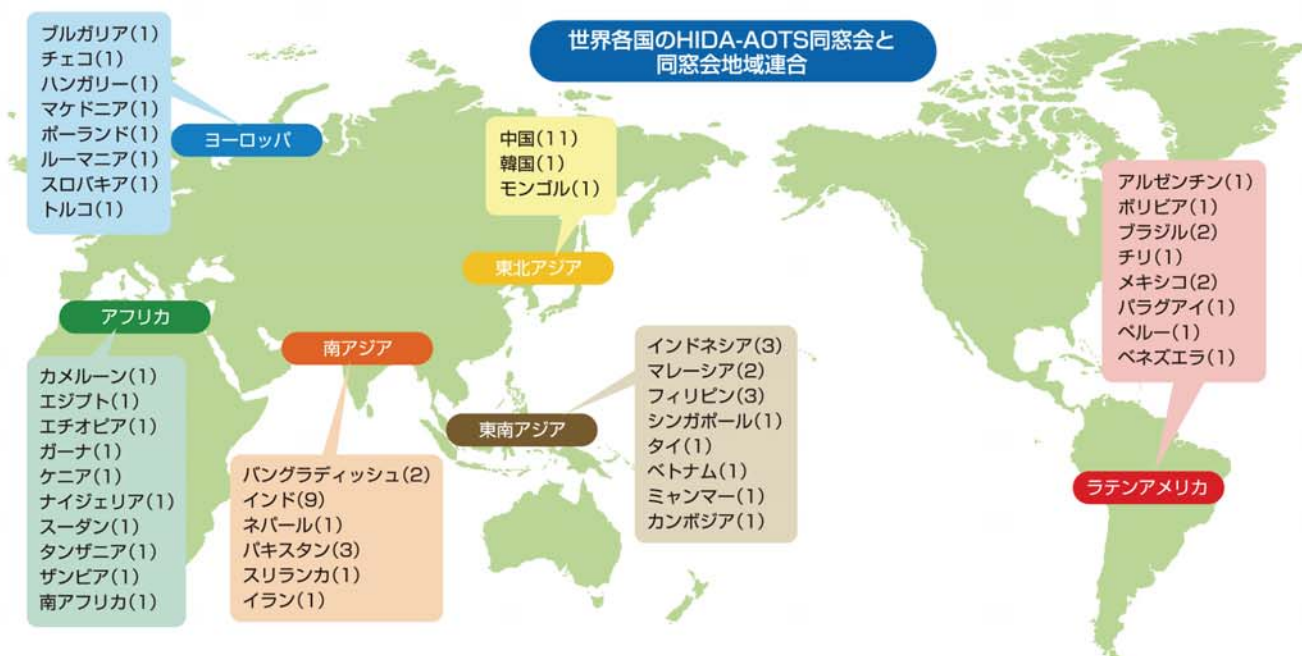 世界各国のHIDA-AOTS同窓会と
同窓会地域連合
ブルガリア(1)
チェコ(1)
ハンガリー(1)
マケドニア(1)
ポーランド(1)
ルーマニア(1)
スロバキア(1)
トルコ(1)
ヨーロッパ
中国(11)
韓国(1)
モンゴル(1)
東北アジア
アルゼンチン(1)
ボリビア(1)
ブラジル(2)
チリ(1)
メキシコ(2)
パラグアイ(1)
ペルー(1)
ベネズエラ(1)
ラテンアメリカ
アフリカ
カメルーン(1)
エジプト(1)
エチオピア(1)
ガーナ(1)
ケニア(1)
ナイジェリア(1)
スーダン(1)
タンザニア(1)
ザンビア(1)
南アフリカ(1)
南アジア
バングラディッシュ(2)
インド(9)
ネパール(1)
パキスタン(3)
スリランカ(1)
イラン(1)
東南アジア
インドネシア(3)
マレーシア(2)
フィリピン(3)
シンガポール(1)
タイ(1)
ベトナム(1)
ミャンマー(1)
カンボジア(1)